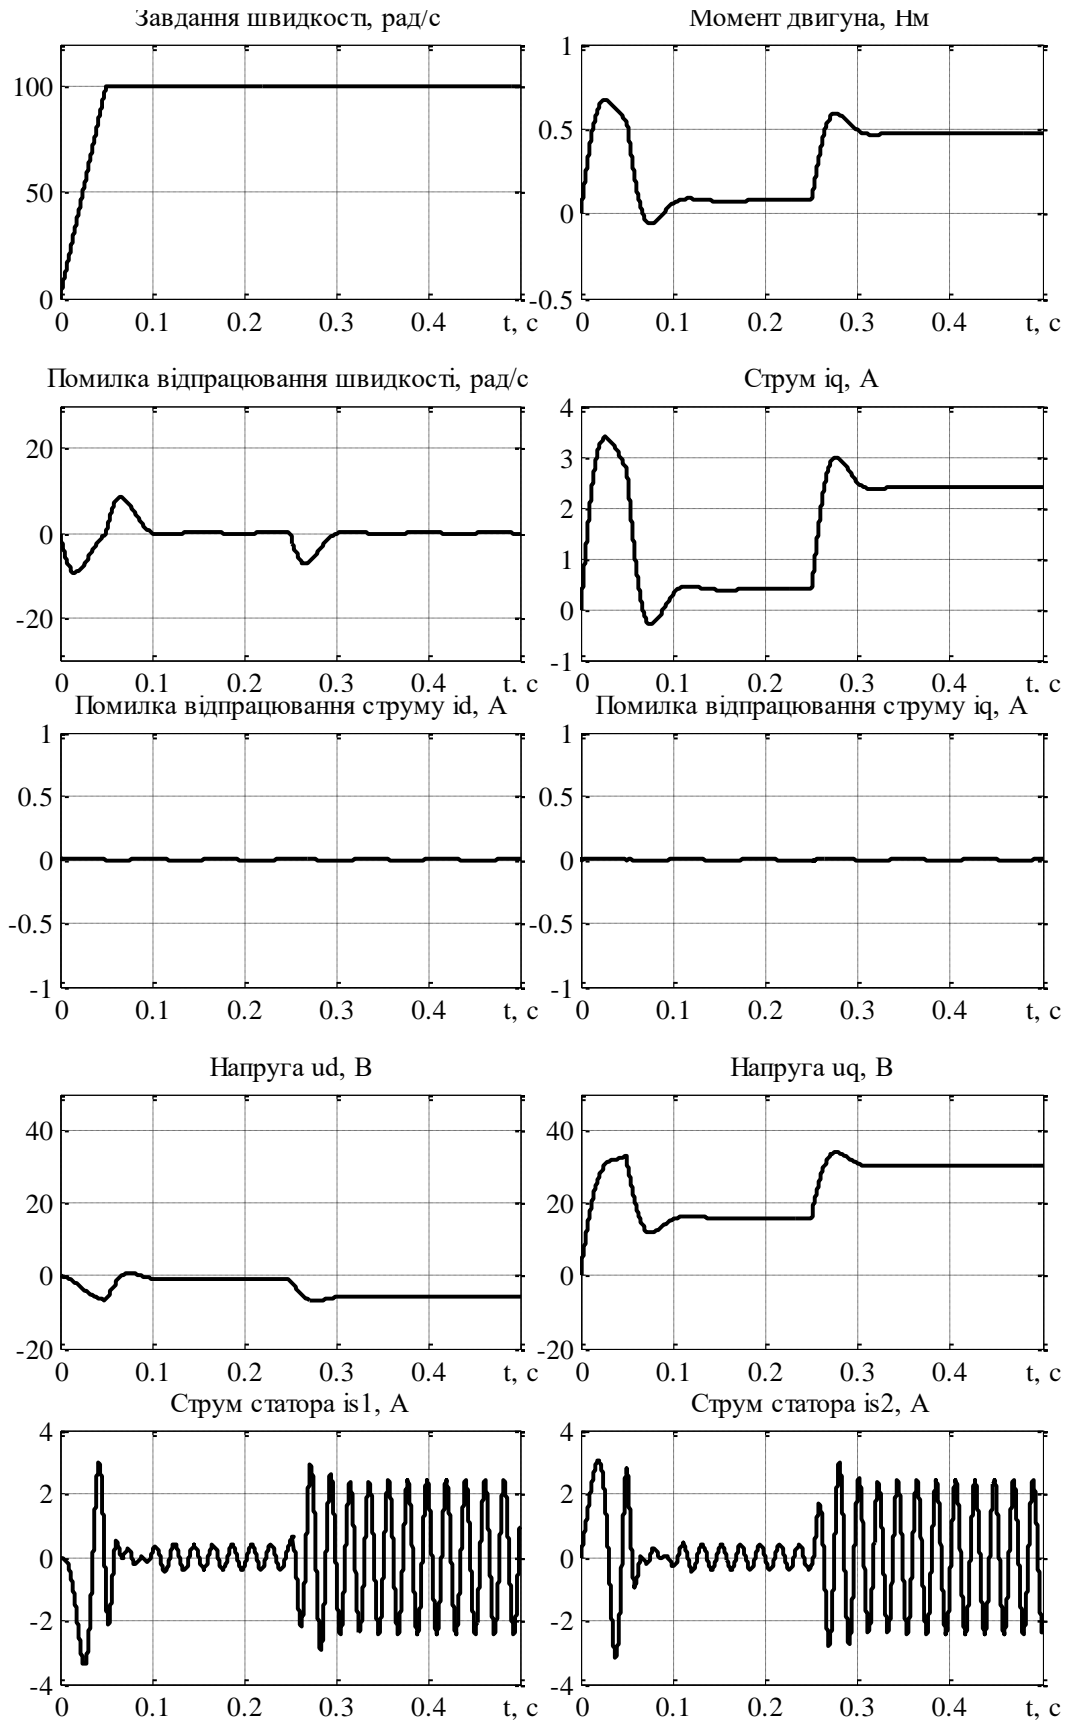 Завдання швидкості, рад/с
Момент двигуна, Нм
100
50
0
0 0.1 0.2 0.3 0.4 t, с
1
0.5
0
-0.5
0 0.1 0.2 0.3 0.4 t, с
Помилка відпрацювання швидкості, рад/с
Струм iq, А
20
0
-20
0 0.1 0.2 0.3 0.4 t, с
4
3
2
1
0
-1
0 0.1 0.2 0.3 0.4 t, с
Помилка відпрацювання струму id, А
Помилка відпрацювання струму iq, А
1
0.5
0
-0.5
-1
0 0.1 0.2 0.3 0.4 t, с
1
0.5
0
-0.5
-1
0 0.1 0.2 0.3 0.4 t, с
Напруга ud, В
Напруга uq, В
40
20
0
-20
0 0.1 0.2 0.3 0.4 t, с
40
20
0
-20
0 0.1 0.2 0.3 0.4 t, с
Струм статора is1, А
Струм статора is2, А
4
2
0
-2
-4
0 0.1 0.2 0.3 0.4 t, с
4
2
0
-2
-4
0 0.1 0.2 0.3 0.4 t, с